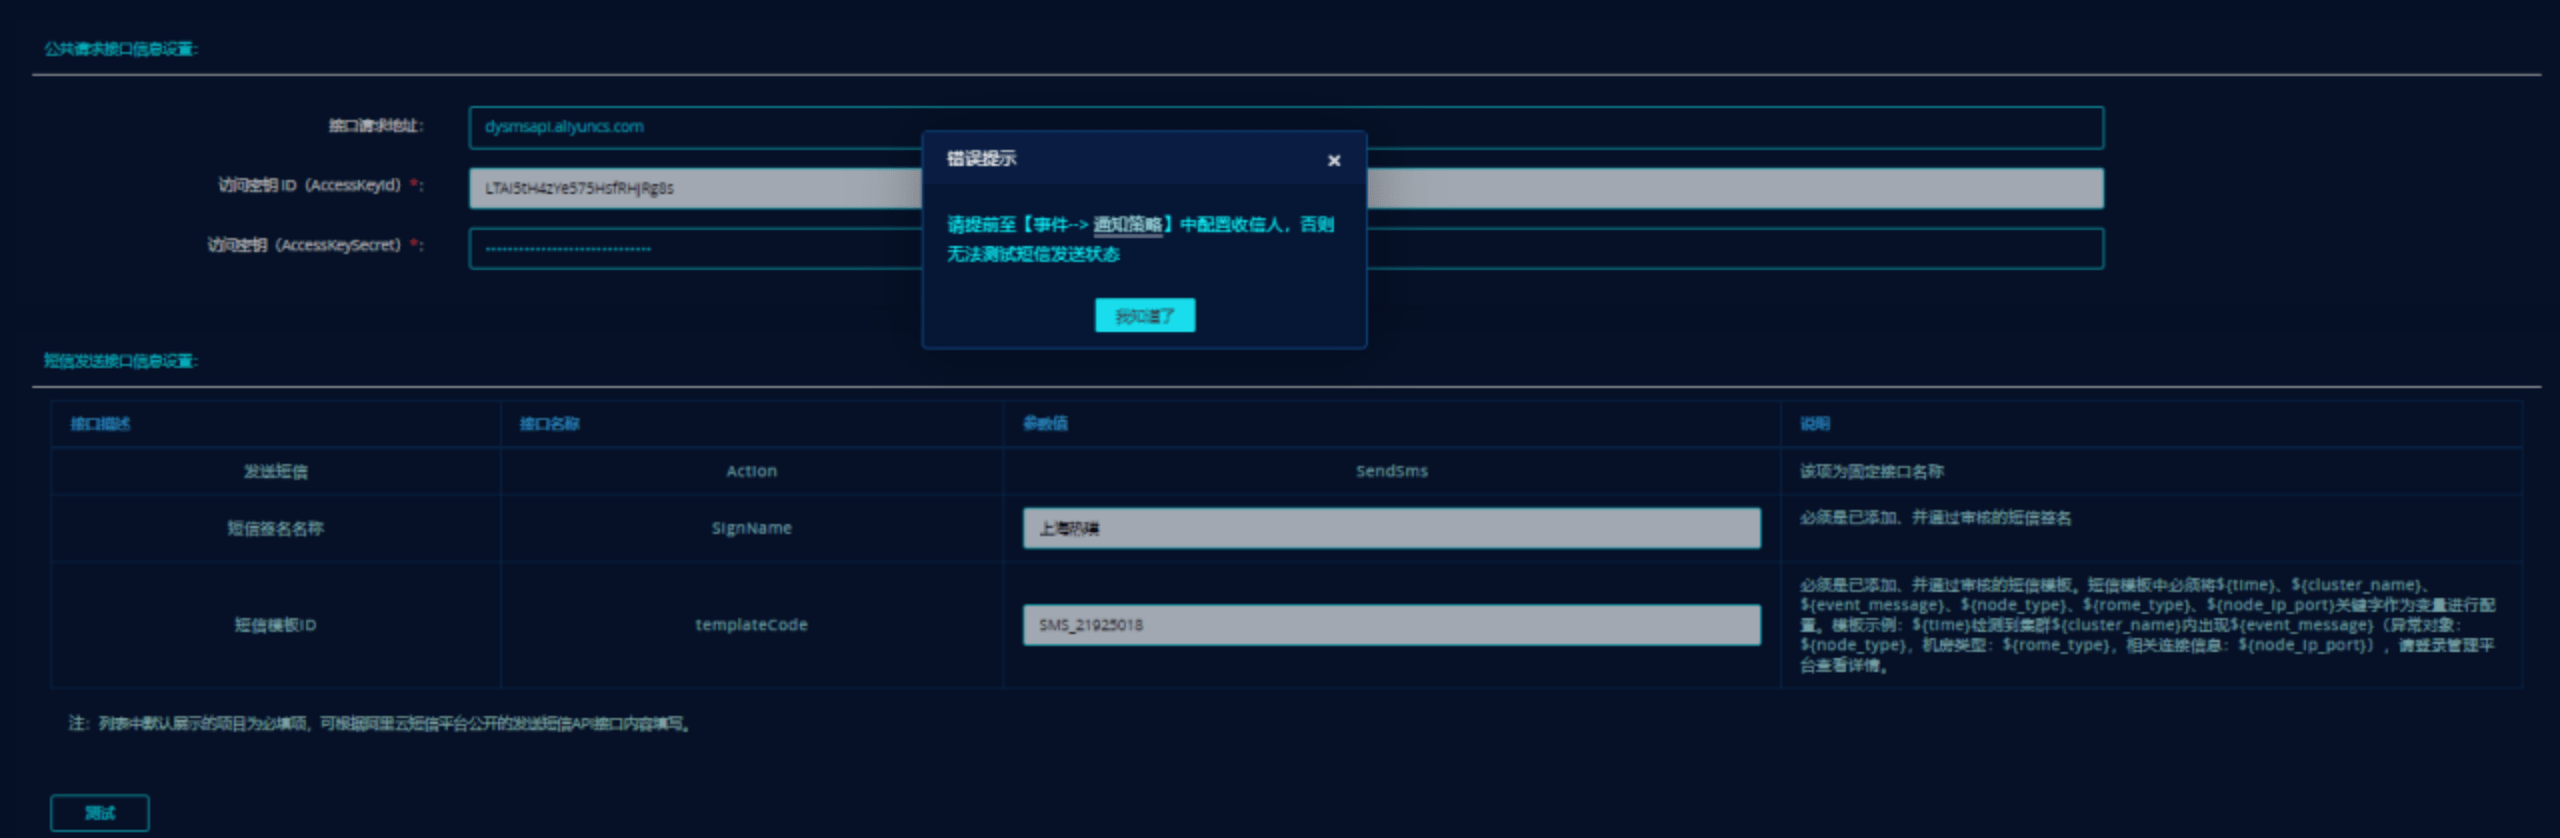 公共请求接口信息设置：
接口请求地址：
dysmsapi.aliyuncs.com
访问密钥 ID（AccessKeyId）*：
LTAI5tH4zYe575HsfRHjRg8s
访问密钥（AccessKeySecret）*：
错误提示
×
请提前至【事件--> 通知策略】中配置收信人，否则
无法测试短信发送状态
我知道了
短信发送接口信息设置：
接口描述 接口名称 参数值 说明
发送短信 Action SendSms 该项为固定接口名称
短信签名名称 SignName 上海热璞 必须是已添加、并通过审核的短信签名
短信模板ID templateCode SMS_21925018
必须是已添加、并通过审核的短信模板。短信模板中必须将${time}、${cluster_name}、
${event_message}、${node_type}、${rome_type}、${node_ip_port}关键字作为变量进行配
置。模板示例：${time}检测到集群${cluster_name}内出现${event_message}（异常对象：
${node_type}，机房类型：${rome_type}，相关连接信息：${node_ip_port}），请登录管理平
台查看详情。
注：列表中默认展示的项目为必填项，可根据阿里云短信平台公开的发送短信API接口内容填写。
测试